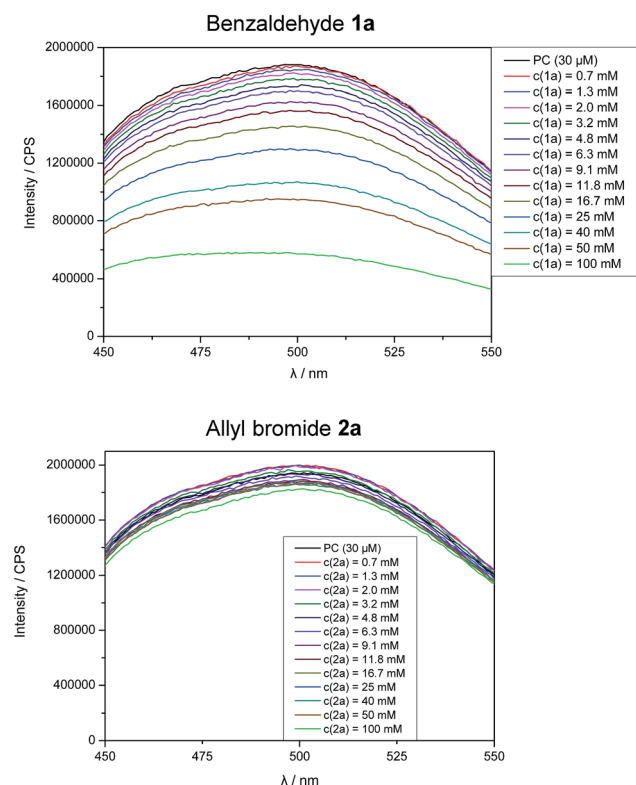 Benzaldehyde 1a
2000000
1600000
1200000
800000
400000
0
Intensity / CPS
450
475
500
525
550
λ / nm
PC (30 µM)
c(1a) = 0.7 mM
c(1a) = 1.3 mM
c(1a) = 2.0 mM
c(1a) = 3.2 mM
c(1a) = 4.8 mM
c(1a) = 6.3 mM
c(1a) = 9.1 mM
c(1a) = 11.8 mM
c(1a) = 16.7 mM
c(1a) = 25 mM
c(1a) = 40 mM
c(1a) = 50 mM
c(1a) = 100 mM
Allyl bromide 2a
2000000
1600000
1200000
800000
400000
0
Intensity / CPS
450
475
500
525
550
λ / nm
PC (30 µM)
c(2a) = 0.7 mM
c(2a) = 1.3 mM
c(2a) = 2.0 mM
c(2a) = 3.2 mM
c(2a) = 4.8 mM
c(2a) = 6.3 mM
c(2a) = 9.1 mM
c(2a) = 11.8 mM
c(2a) = 16.7 mM
c(2a) = 25 mM
c(2a) = 40 mM
c(2a) = 50 mM
c(2a) = 100 mM